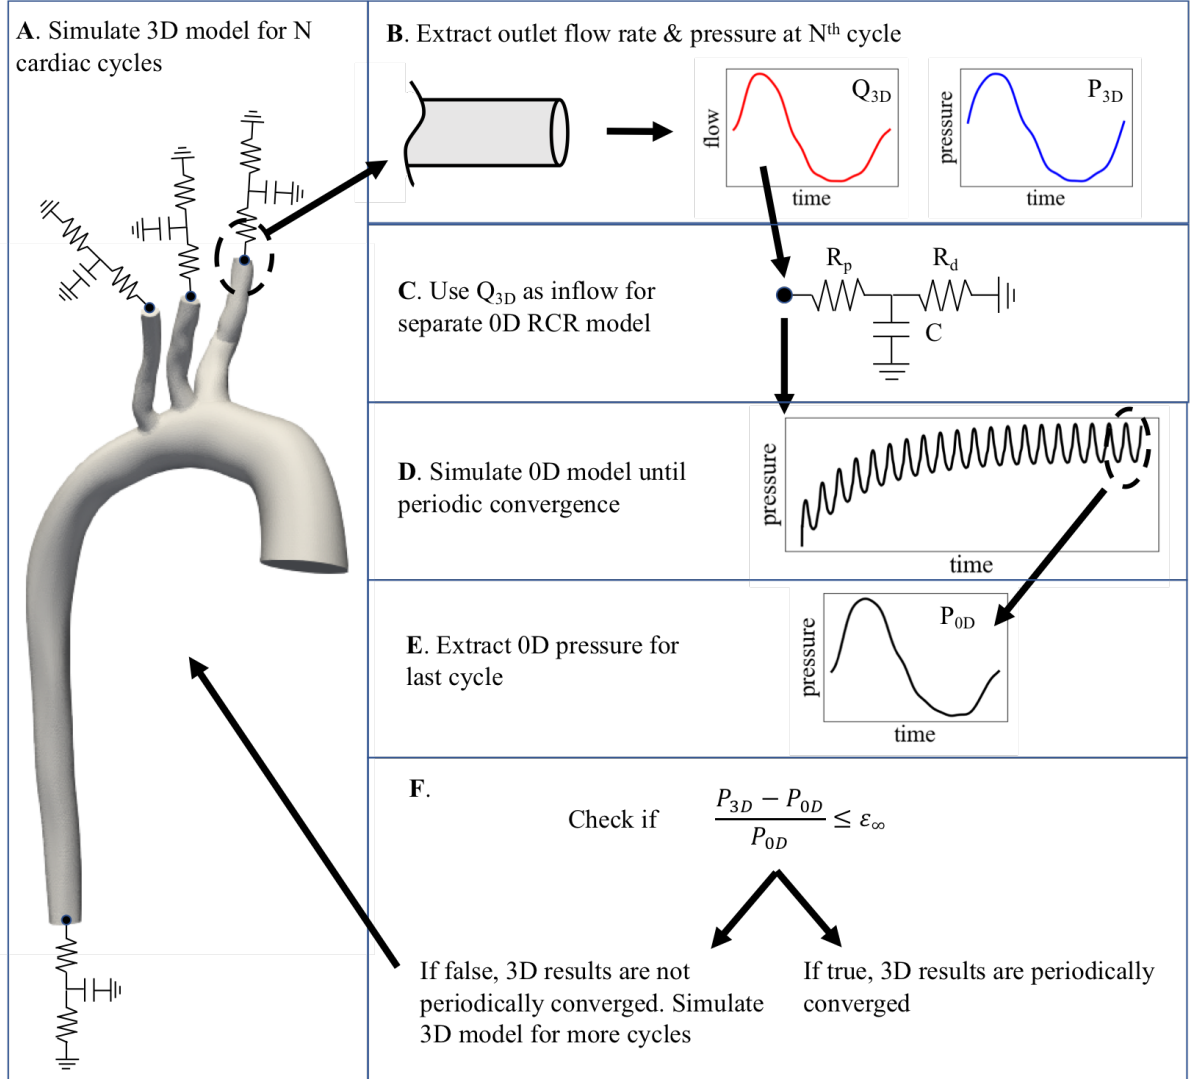 A. Simulate 3D model for N
cardiac cycles
B. Extract outlet flow rate & pressure at Nth cycle
flow
Q3D
time
pressure
P3D
time
C. Use Q3D as inflow for
separate 0D RCR model
Rp
Rd
C
D. Simulate 0D model until
periodic convergence
pressure
time
E. Extract 0D pressure for
last cycle
pressure
P0D
time
F.
Check if
P3D − P0D
P0D
≤ ε∞
If false, 3D results are not
periodically converged. Simulate
3D model for more cycles
If true, 3D results are periodically
converged